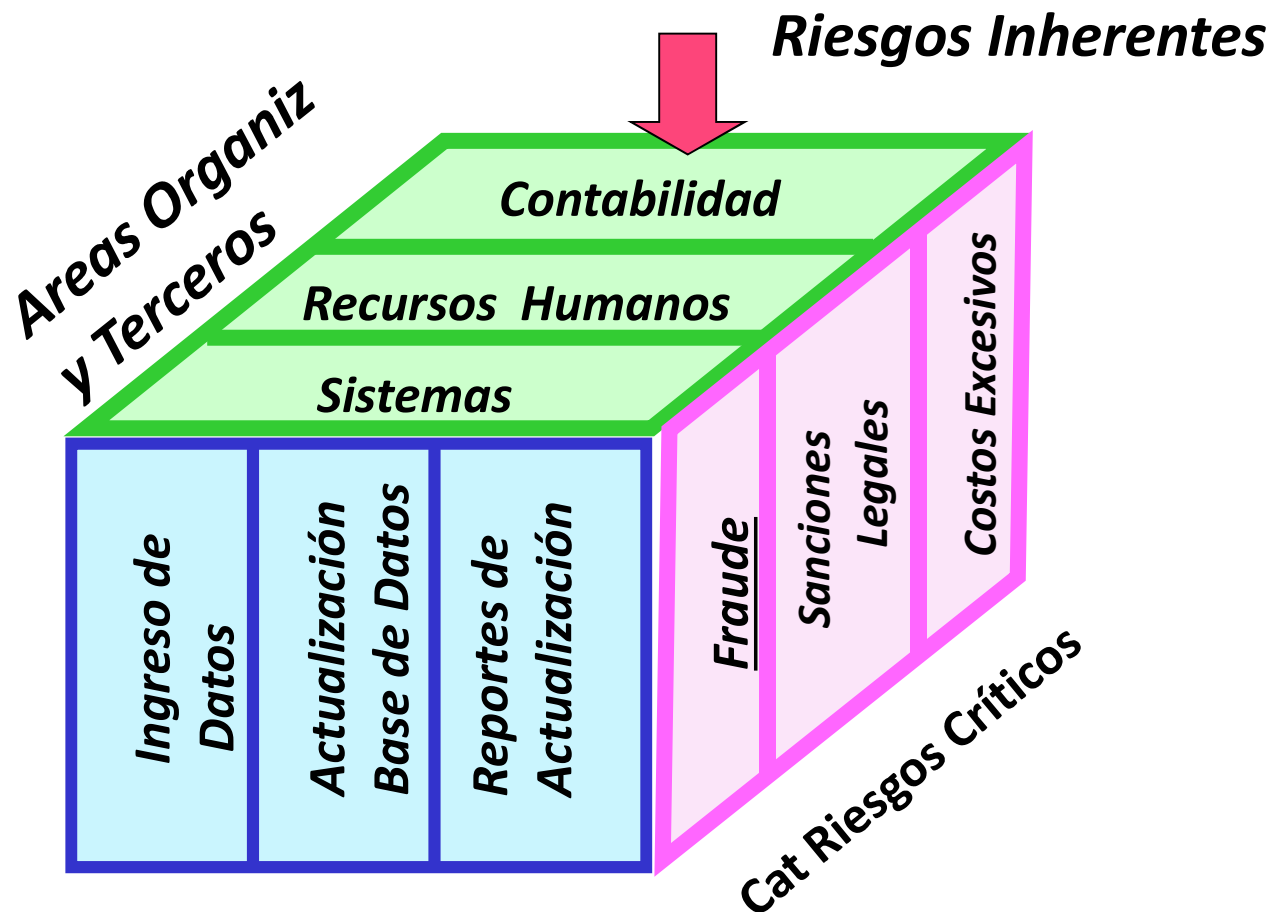 Riesgos Inherentes
Areas Organiz
y Terceros
Contabilidad
Recursos Humanos
Sistemas
Ingreso de
Datos
Actualización
Base de Datos
Reportes de
Actualización
Fraude
Sanciones
Legales
Costos Excesivos
Cat Riesgos Críticos